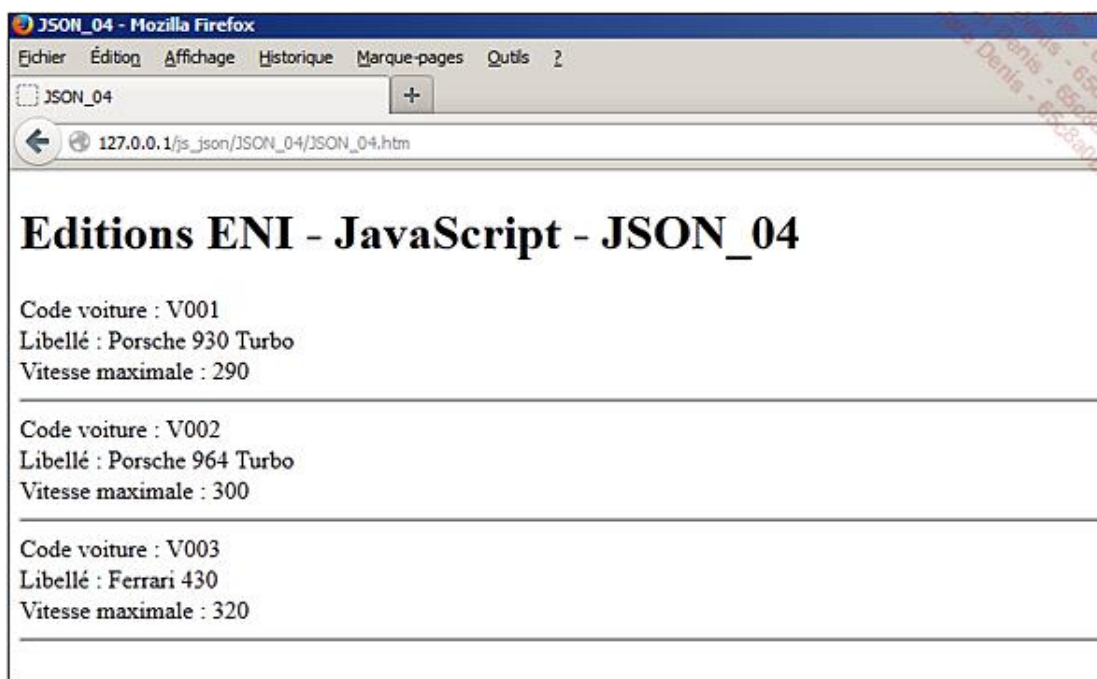 JSON_04 - Mozilla Firefox
Fichier Édition Affichage Historique Marque-pages Outils ?
JSON_04 +
127.0.0.1/js_json/JSON_04/JSON_04.htm
Editions ENI - JavaScript - JSON_04
Code voiture : V001
Libellé : Porsche 930 Turbo
Vitesse maximale : 290
Code voiture : V002
Libellé : Porsche 964 Turbo
Vitesse maximale : 300
Code voiture : V003
Libellé : Ferrari 430
Vitesse maximale : 320